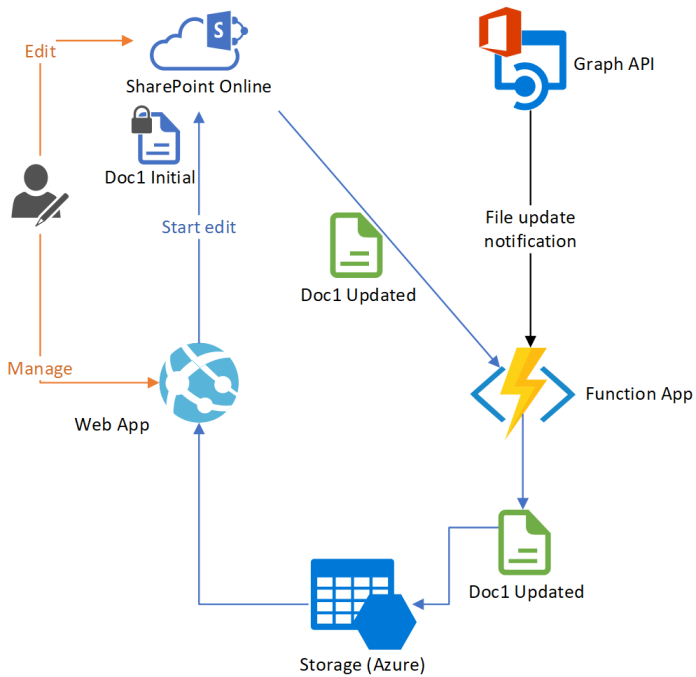 Edit
S
SharePoint Online
Graph API
Doc1 Initial
Start edit
File update
notification
Doc1 Updated
Manage
Function App
Web App
Doc1 Updated
Storage (Azure)